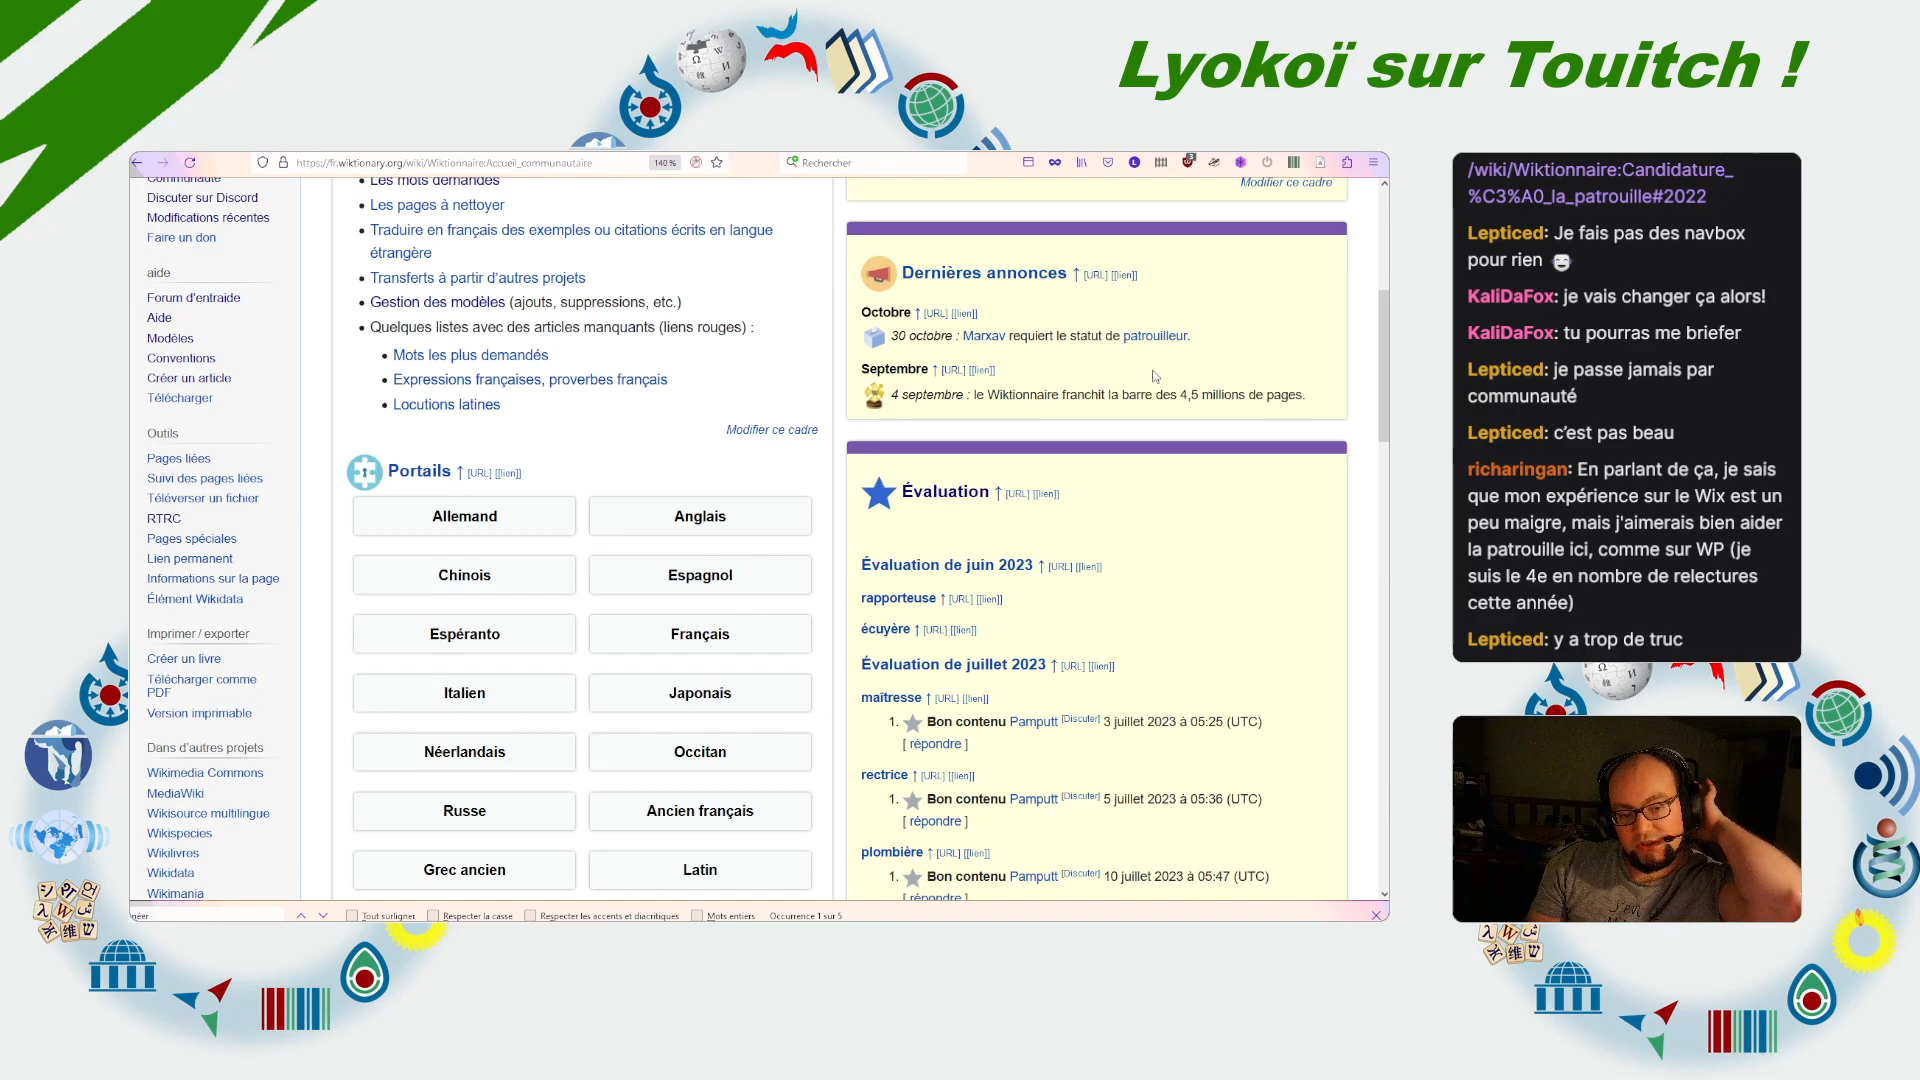 Lyokoï sur Touitch !
https://fr.wiktionary.org/wiki/Wiktionnaire:Accueil_communautaire
140 %
Rechercher
Communauté
Discuter sur Discord
Modifications récentes
Faire un don
aide
Forum d'entraide
Aide
Modèles
Conventions
Créer un article
Télécharger
Outils
Pages liées
Suivi des pages liées
Téléverser un fichier
RTRC
Pages spéciales
Lien permanent
Informations sur la page
Élément Wikidata
Imprimer / exporter
Créer un livre
Télécharger comme
PDF
Version imprimable
Dans d'autres projets
Wikimedia Commons
MediaWiki
Wikisource multilingue
Wikispecies
Wikilivres
Wikidata
Wikimania
Les mots demandés
Les pages à nettoyer
Traduire en français des exemples ou citations écrits en langue
étrangère
Transferts à partir d'autres projets
Gestion des modèles (ajouts, suppressions, etc.)
Quelques listes avec des articles manquants (liens rouges) :
Mots les plus demandés
Expressions françaises, proverbes français
Locutions latines
Modifier ce cadre
Portails ↑ [URL] [[lien]]
Allemand
Anglais
Chinois
Espagnol
Espéranto
Français
Italien
Japonais
Néerlandais
Occitan
Russe
Ancien français
Grec ancien
Latin
Modifier ce cadre
Dernières annonces ↑ [URL] [[lien]]
Octobre ↑ [URL] [[lien]]
30 octobre : Marxav requiert le statut de patrouilleur.
Septembre ↑ [URL] [[lien]]
4 septembre : le Wiktionnaire franchit la barre des 4,5 millions de pages.
Évaluation ↑ [URL] [[lien]]
Évaluation de juin 2023 ↑ [URL] [[lien]]
rapporteuse ↑ [URL] [[lien]]
écuyère ↑ [URL] [[lien]]
Évaluation de juillet 2023 ↑ [URL] [[lien]]
maîtresse ↑ [URL] [[lien]]
1. Bon contenu Pamputt [Discuter] 3 juillet 2023 à 05:25 (UTC)
[ répondre ]
rectrice ↑ [URL] [[lien]]
1. Bon contenu Pamputt [Discuter] 5 juillet 2023 à 05:36 (UTC)
[ répondre ]
plombière ↑ [URL] [[lien]]
1. Bon contenu Pamputt [Discuter] 10 juillet 2023 à 05:47 (UTC)
[ répondre ]
Tout surligner
Respecter la casse
Respecter les accents et diacritiques
Mots entiers
Occurrence 1 sur 5
/wiki/Wiktionnaire:Candidature_
%C3%A0_la_patrouille#2022
Lepticed: Je fais pas des navbox
pour rien
KaliDaFox: je vais changer ça alors!
KaliDaFox: tu pourras me briefer
Lepticed: je passe jamais par
communauté
Lepticed: c'est pas beau
richaringan: En parlant de ça, je sais
que mon expérience sur le Wix est un
peu maigre, mais j'aimerais bien aider
la patrouille ici, comme sur WP (je
suis le 4e en nombre de relectures
cette année)
Lepticed: y a trop de truc